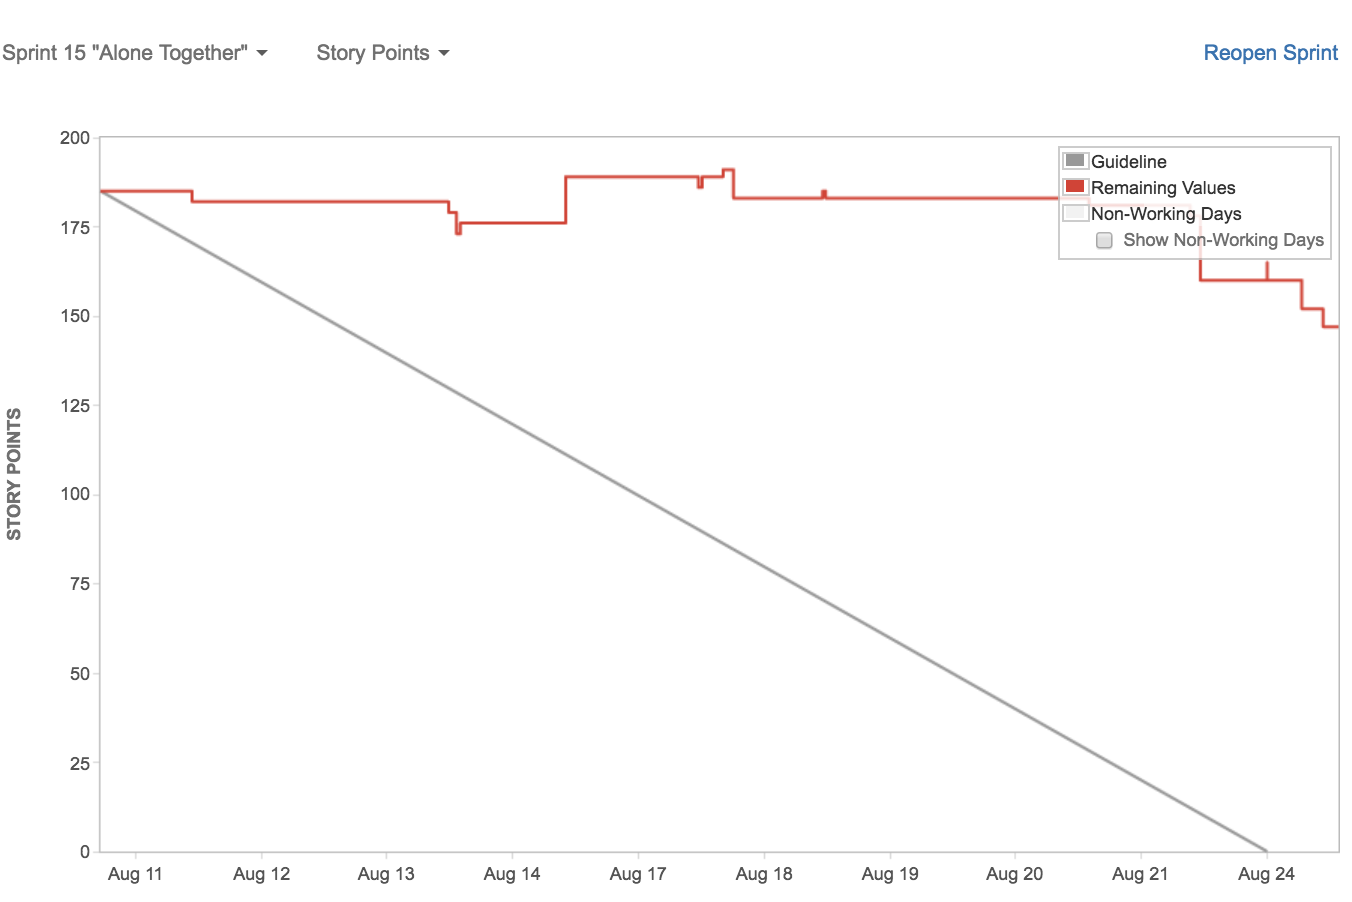 Sprint 15 "Alone Together" Story Points Reopen Sprint
200
Guideline
Remaining Values
Non-Working Days
Show Non-Working Days
175
150
125
100
75
50
25
0
STORY POINTS
Aug 11 Aug 12 Aug 13 Aug 14 Aug 17 Aug 18 Aug 19 Aug 20 Aug 21 Aug 24